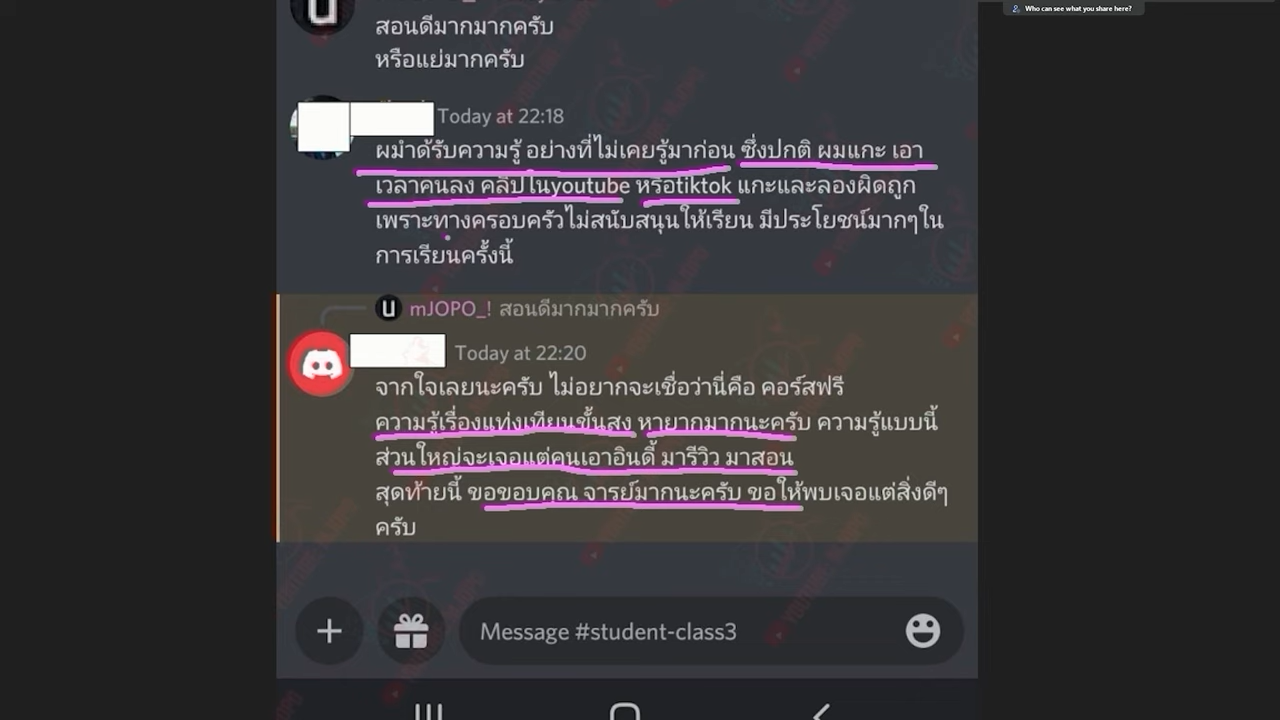 Who can see what you share here?
สอนดีมากมากครับ
หรือแย่มากครับ
Today at 22:18
ผมำด้รับความรู้ อย่างที่ไม่เคยรู้มาก่อน ซึ่งปกติ ผมแกะ เอา
เวลาคนลง คลิปในyoutube หรือtiktok แกะและลองผิดถูก
เพราะทางครอบครัวไม่สนับสนุนให้เรียน มีประโยชน์มากๆใน
การเรียนครั้งนี้
mJOPO_! สอนดีมากมากครับ
Today at 22:20
จากใจเลยนะครับ ไม่อยากจะเชื่อว่านี่คือ คอร์สฟรี
ความรู้เรื่องแท่งเทียนขั้นสูง หายากมากนะครับ ความรู้แบบนี้
ส่วนใหญ่จะเจอแต่คนเอาอินดี้ มารีวิว มาสอน
สุดท้ายนี้ ขอขอบคุณ จารย์มากนะครับ ขอให้พบเจอแต่สิ่งดีๆ
ครับ
Message #student-class3